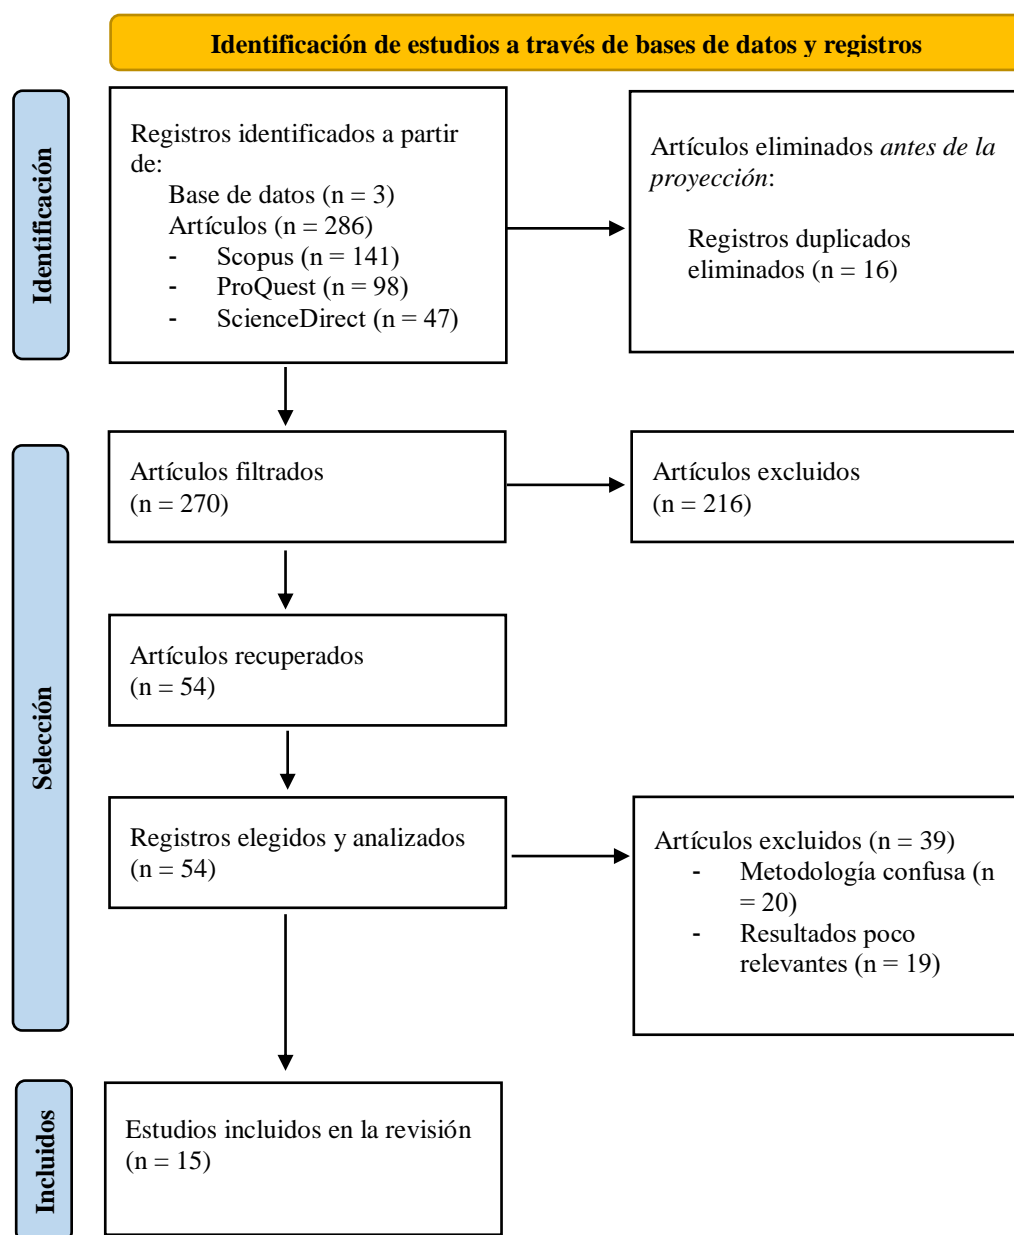 Identificación de estudios a través de bases de datos y registros
Identificación
Registros identificados a partir
de:
Base de datos (n = 3)
Artículos (n = 286)
- Scopus (n = 141)
- ProQuest (n = 98)
- ScienceDirect (n = 47)
Artículos eliminados antes de la
proyección:
Registros duplicados
eliminados (n = 16)
Selección
Artículos filtrados
(n = 270)
Artículos excluidos
(n = 216)
Artículos recuperados
(n = 54)
Registros elegidos y analizados
(n = 54)
Artículos excluidos (n = 39)
- Metodología confusa (n
= 20)
- Resultados poco
relevantes (n = 19)
Incluidos
Estudios incluidos en la revisión
(n = 15)